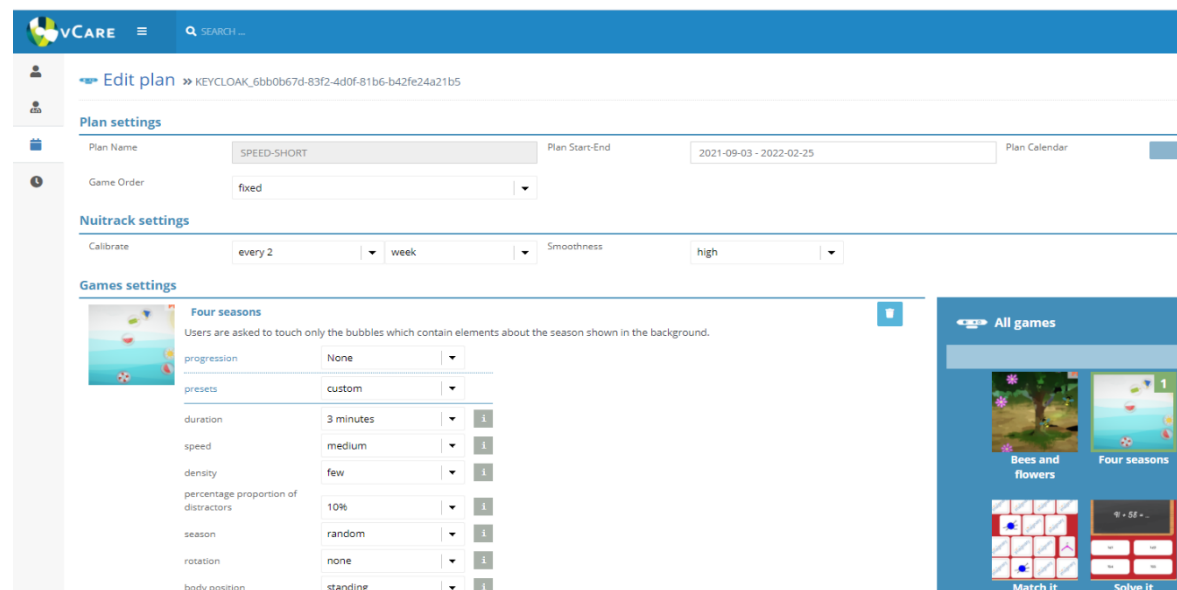 vCARE
SEARCH ...
Edit plan » KEYCLOAK_6bb0b67d-83f2-4d0f-81b6-b42fe24a21b5
Plan settings
Plan Name SPEED-SHORT Plan Start-End 2021-09-03 - 2022-02-25 Plan Calendar
Game Order fixed
Nuitrack settings
Calibrate every 2 week Smoothness high
Games settings
Four seasons
Users are asked to touch only the bubbles which contain elements about the season shown in the background.
progression None
presets custom
duration 3 minutes i
speed medium i
density few i
percentage proportion of
distractors 10% i
season random i
rotation none i
body position standing i
All games
1
Bees and
flowers
Four seasons
Match it
Solve it